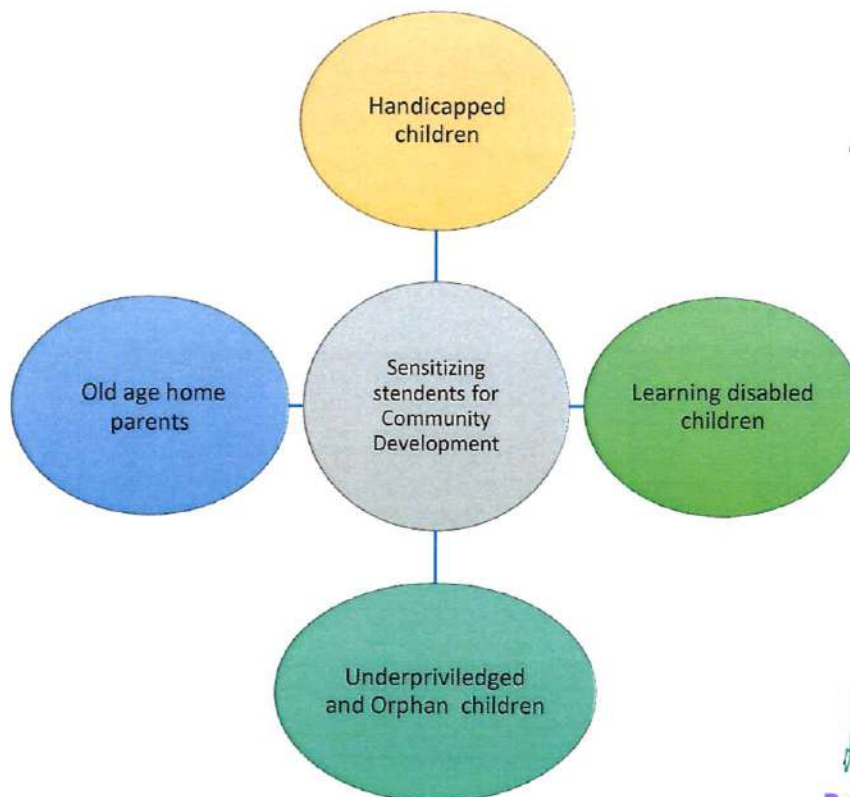 Handicapped
children
Old age home
parents
Sensitizing
stendents for
Community
Development
Learning disabled
children
Underpriviledged
and Orphan children